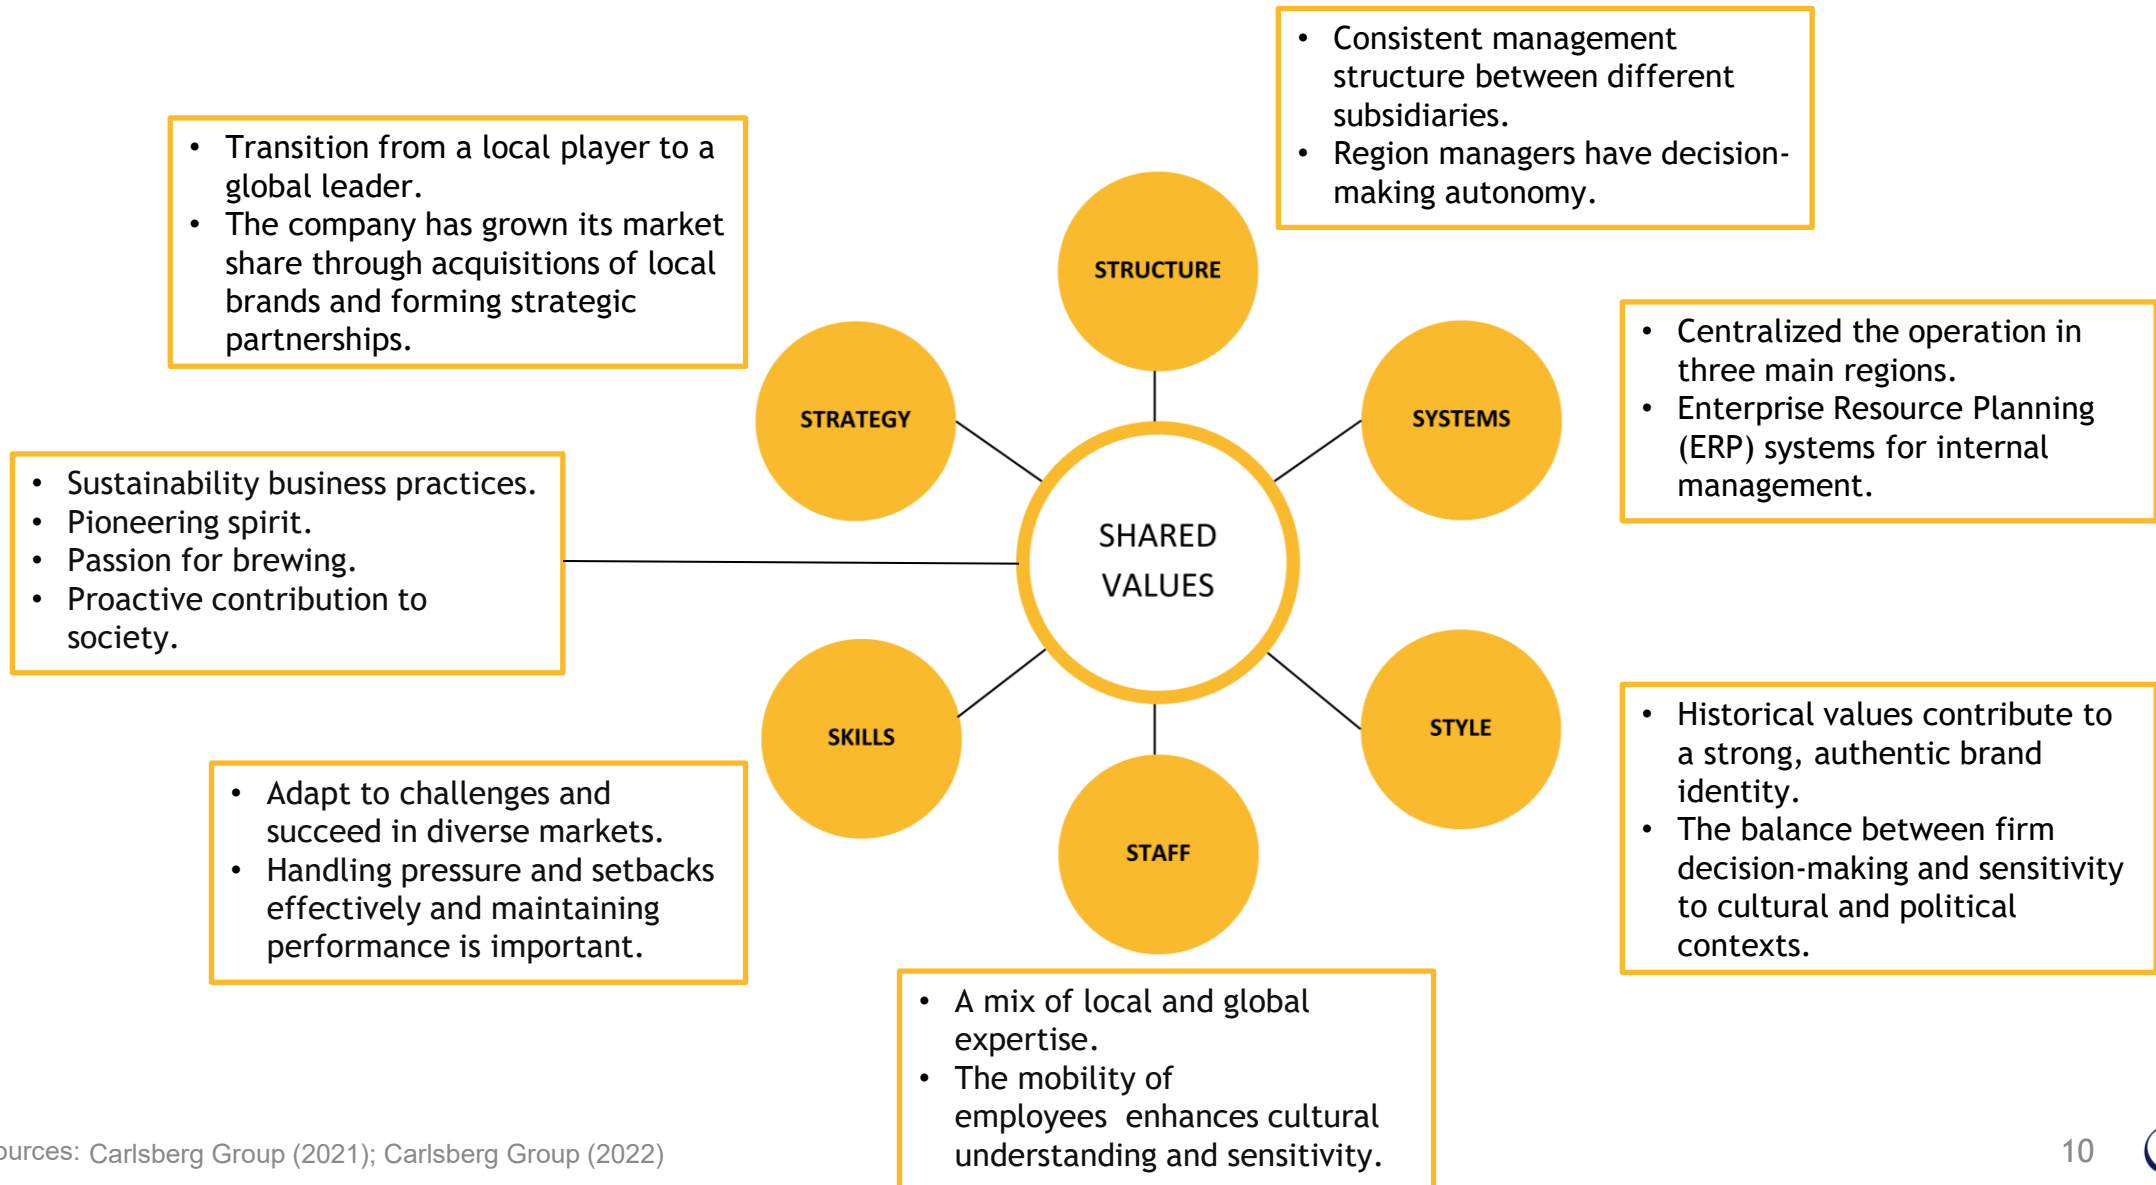 • Consistent management
structure between different
subsidiaries.
• Region managers have decision-
making autonomy.
• Transition from a local player to a
global leader.
• The company has grown its market
share through acquisitions of local
brands and forming strategic
partnerships.
STRUCTURE
• Centralized the operation in
three main regions.
• Enterprise Resource Planning
(ERP) systems for internal
management.
STRATEGY
SYSTEMS
• Sustainability business practices.
• Pioneering spirit.
• Passion for brewing.
• Proactive contribution to
society.
SHARED
VALUES
SKILLS
STYLE
• Historical values contribute to
a strong, authentic brand
identity.
• The balance between firm
decision-making and sensitivity
to cultural and political
contexts.
• Adapt to challenges and
succeed in diverse markets.
• Handling pressure and setbacks
effectively and maintaining
performance is important.
STAFF
• A mix of local and global
expertise.
• The mobility of
employees  enhances cultural
understanding and sensitivity.
ources: Carlsberg Group (2021); Carlsberg Group (2022)
10